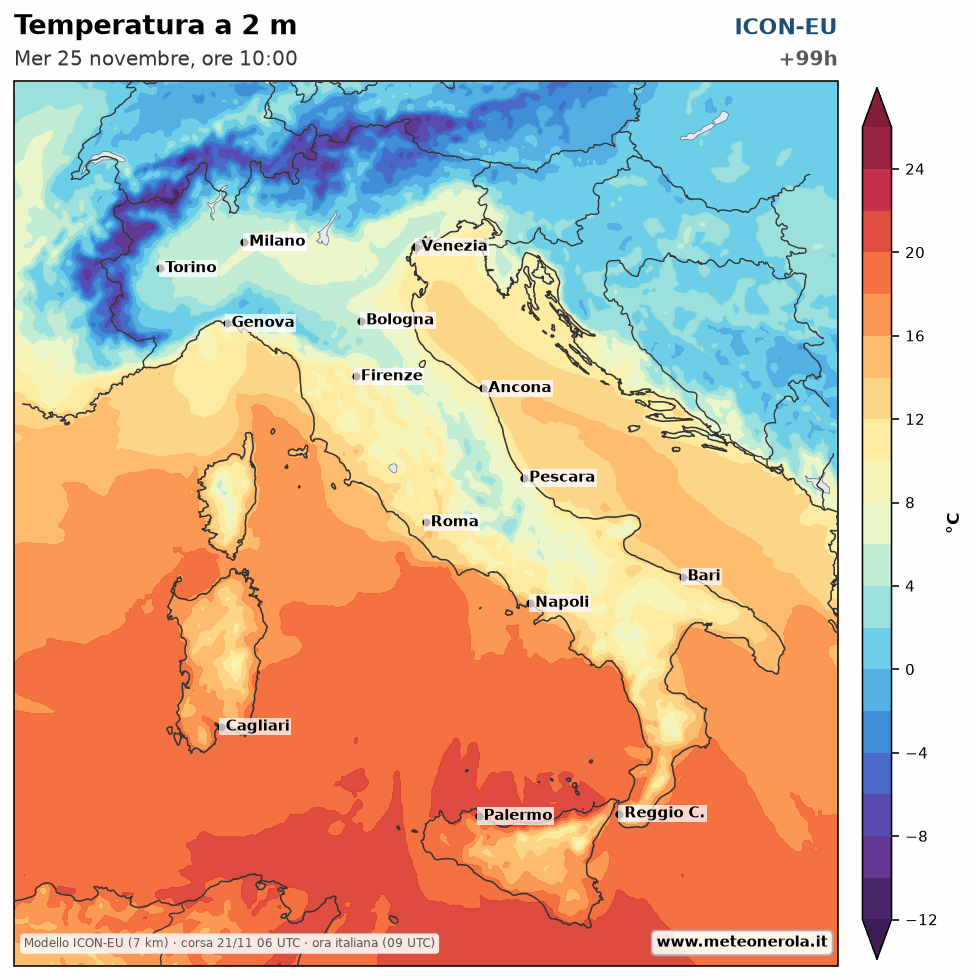 Temperatura a 2 m
ICON-EU
Mer 25 novembre, ore 10:00
+99h
Milano
Venezia
Torino
Genova
Bologna
Firenze
Ancona
Pescara
Roma
Bari
Napoli
Cagliari
Palermo
Reggio C.
24
20
16
12
8
4
0
−4
−8
−12
°C
Modello ICON-EU (7 km) · corsa 21/11 06 UTC · ora italiana (09 UTC)
www.meteonerola.it